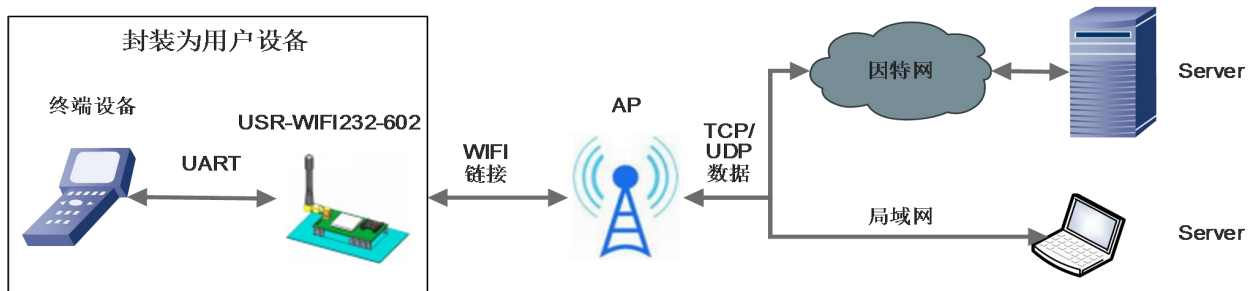 封装为用户设备
终端设备
USR-WIFI232-602
UART
WIFI
链接
AP
TCP/
UDP
数据
因特网
Server
局域网
Server